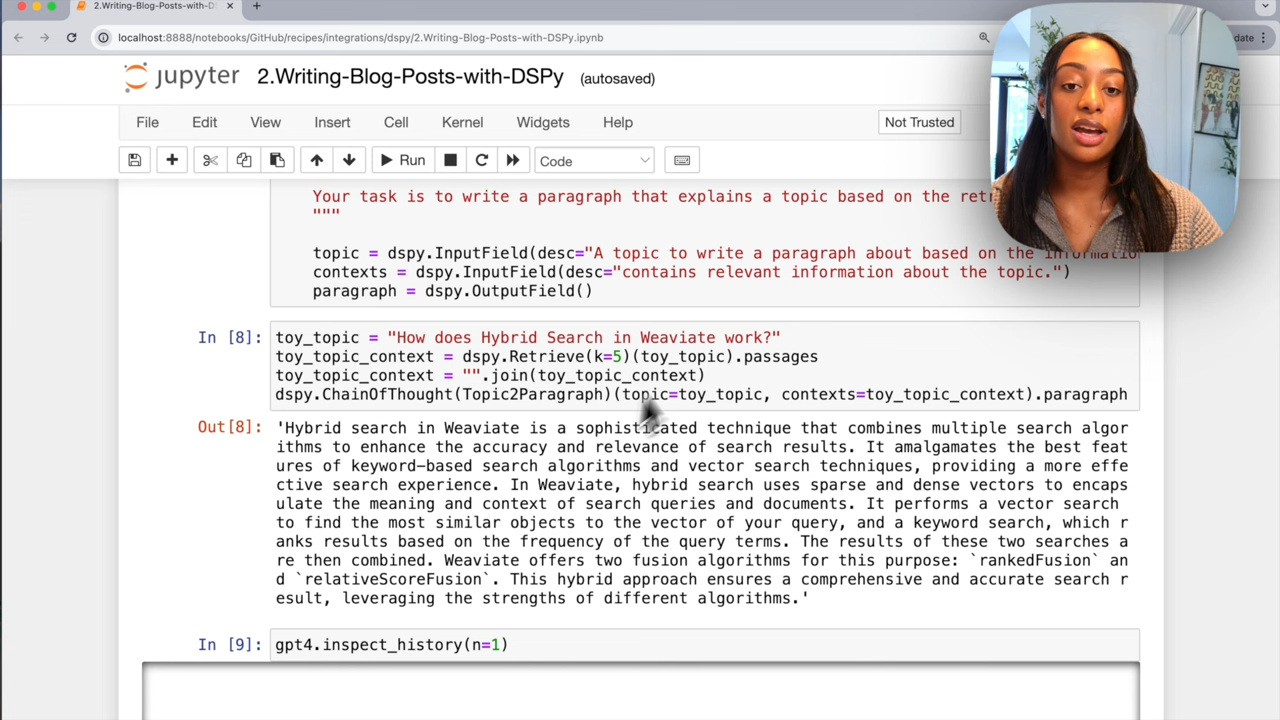 2.Writing-Blog-Posts-with-D
localhost:8888/notebooks/GitHub/recipes/integrations/dspy/2.Writing-Blog-Posts-with-DSPy.ipynb
date
jupyter 2.Writing-Blog-Posts-with-DSPy (autosaved)
File Edit View Insert Cell Kernel Widgets Help Not Trusted
Run Code
Your task is to write a paragraph that explains a topic based on the retr
"""
topic = dspy.InputField(desc="A topic to write a paragraph about based on the informatio
contexts = dspy.InputField(desc="contains relevant information about the topic.")
paragraph = dspy.OutputField()
In [8]: toy_topic = "How does Hybrid Search in Weaviate work?"
toy_topic_context = dspy.Retrieve(k=5)(toy_topic).passages
toy_topic_context = "".join(toy_topic_context)
dspy.ChainOfThought(Topic2Paragraph)(topic=toy_topic, contexts=toy_topic_context).paragraph
Out[8]: 'Hybrid search in Weaviate is a sophisticated technique that combines multiple search algor
ithms to enhance the accuracy and relevance of search results. It amalgamates the best feat
ures of keyword-based search algorithms and vector search techniques, providing a more effe
ctive search experience. In Weaviate, hybrid search uses sparse and dense vectors to encaps
ulate the meaning and context of search queries and documents. It performs a vector search
to find the most similar objects to the vector of your query, and a keyword search, which r
anks results based on the frequency of the query terms. The results of these two searches a
re then combined. Weaviate offers two fusion algorithms for this purpose: `rankedFusion` an
d `relativeScoreFusion`. This hybrid approach ensures a comprehensive and accurate search r
esult, leveraging the strengths of different algorithms.'
In [9]: gpt4.inspect_history(n=1)